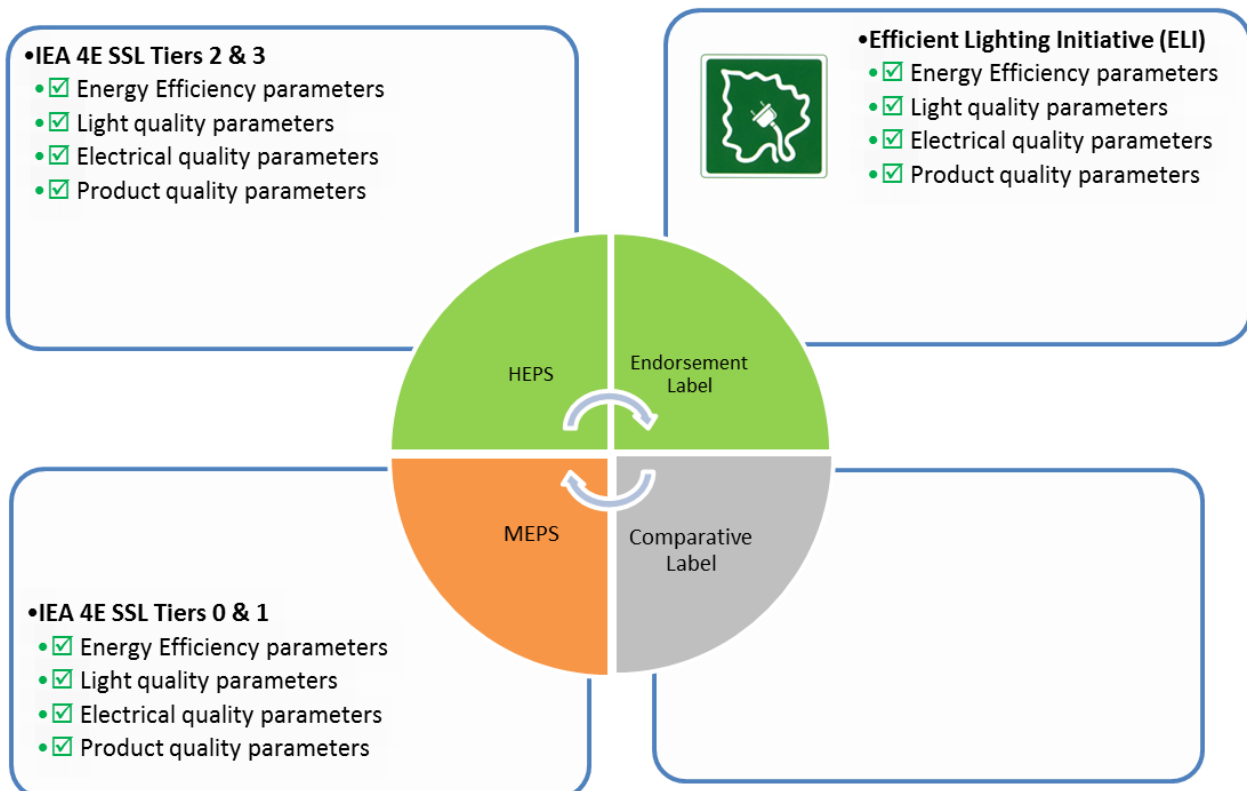 •IEA 4E SSL Tiers 2 & 3
• ☑ Energy Efficiency parameters
• ☑ Light quality parameters
• ☑ Electrical quality parameters
• ☑ Product quality parameters
•Efficient Lighting Initiative (ELI)
• ☑ Energy Efficiency parameters
• ☑ Light quality parameters
• ☑ Electrical quality parameters
• ☑ Product quality parameters
HEPS
Endorsement
Label
MEPS
Comparative
Label
•IEA 4E SSL Tiers 0 & 1
• ☑ Energy Efficiency parameters
• ☑ Light quality parameters
• ☑ Electrical quality parameters
• ☑ Product quality parameters